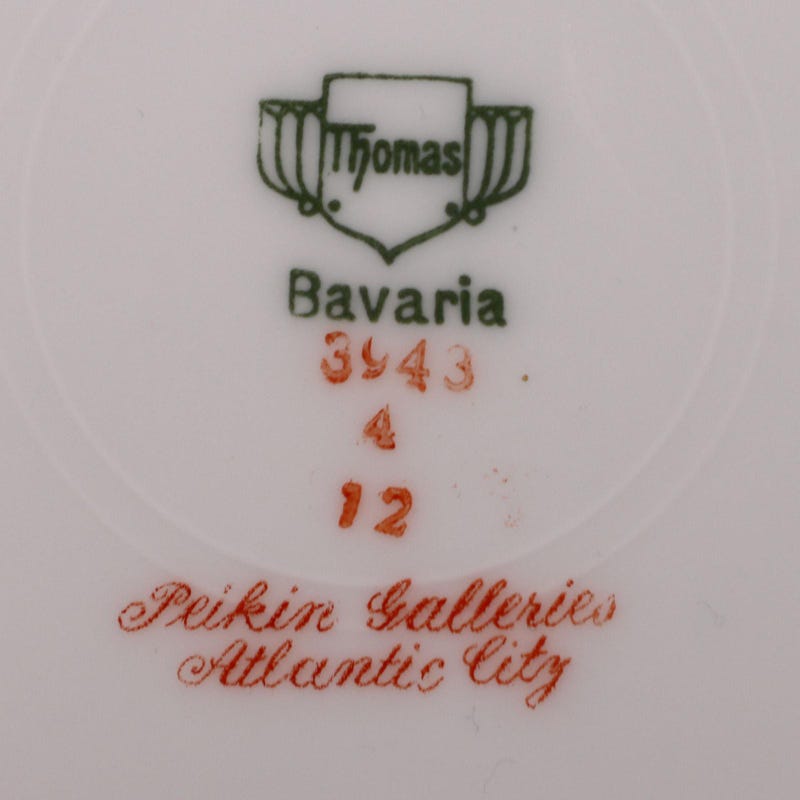 Thomas
Bavaria
3943
4
12
Peikin Galleries
Atlantic City